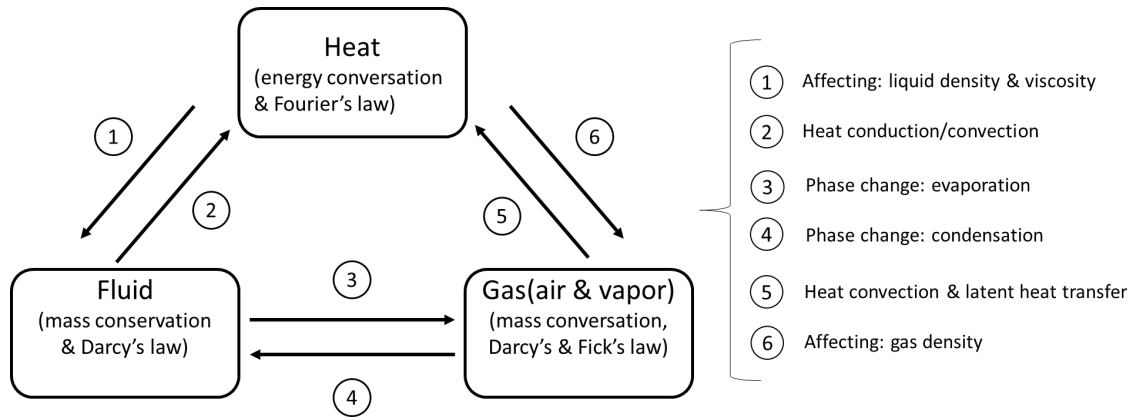 Heat
(energy conversation
& Fourier's law)
1
2
6
5
Fluid
(mass conservation
& Darcy's law)
3
4
Gas(air & vapor)
(mass conversation,
Darcy's & Fick's law)
1 Affecting: liquid density & viscosity
2 Heat conduction/convection
3 Phase change: evaporation
4 Phase change: condensation
5 Heat convection & latent heat transfer
6 Affecting: gas density